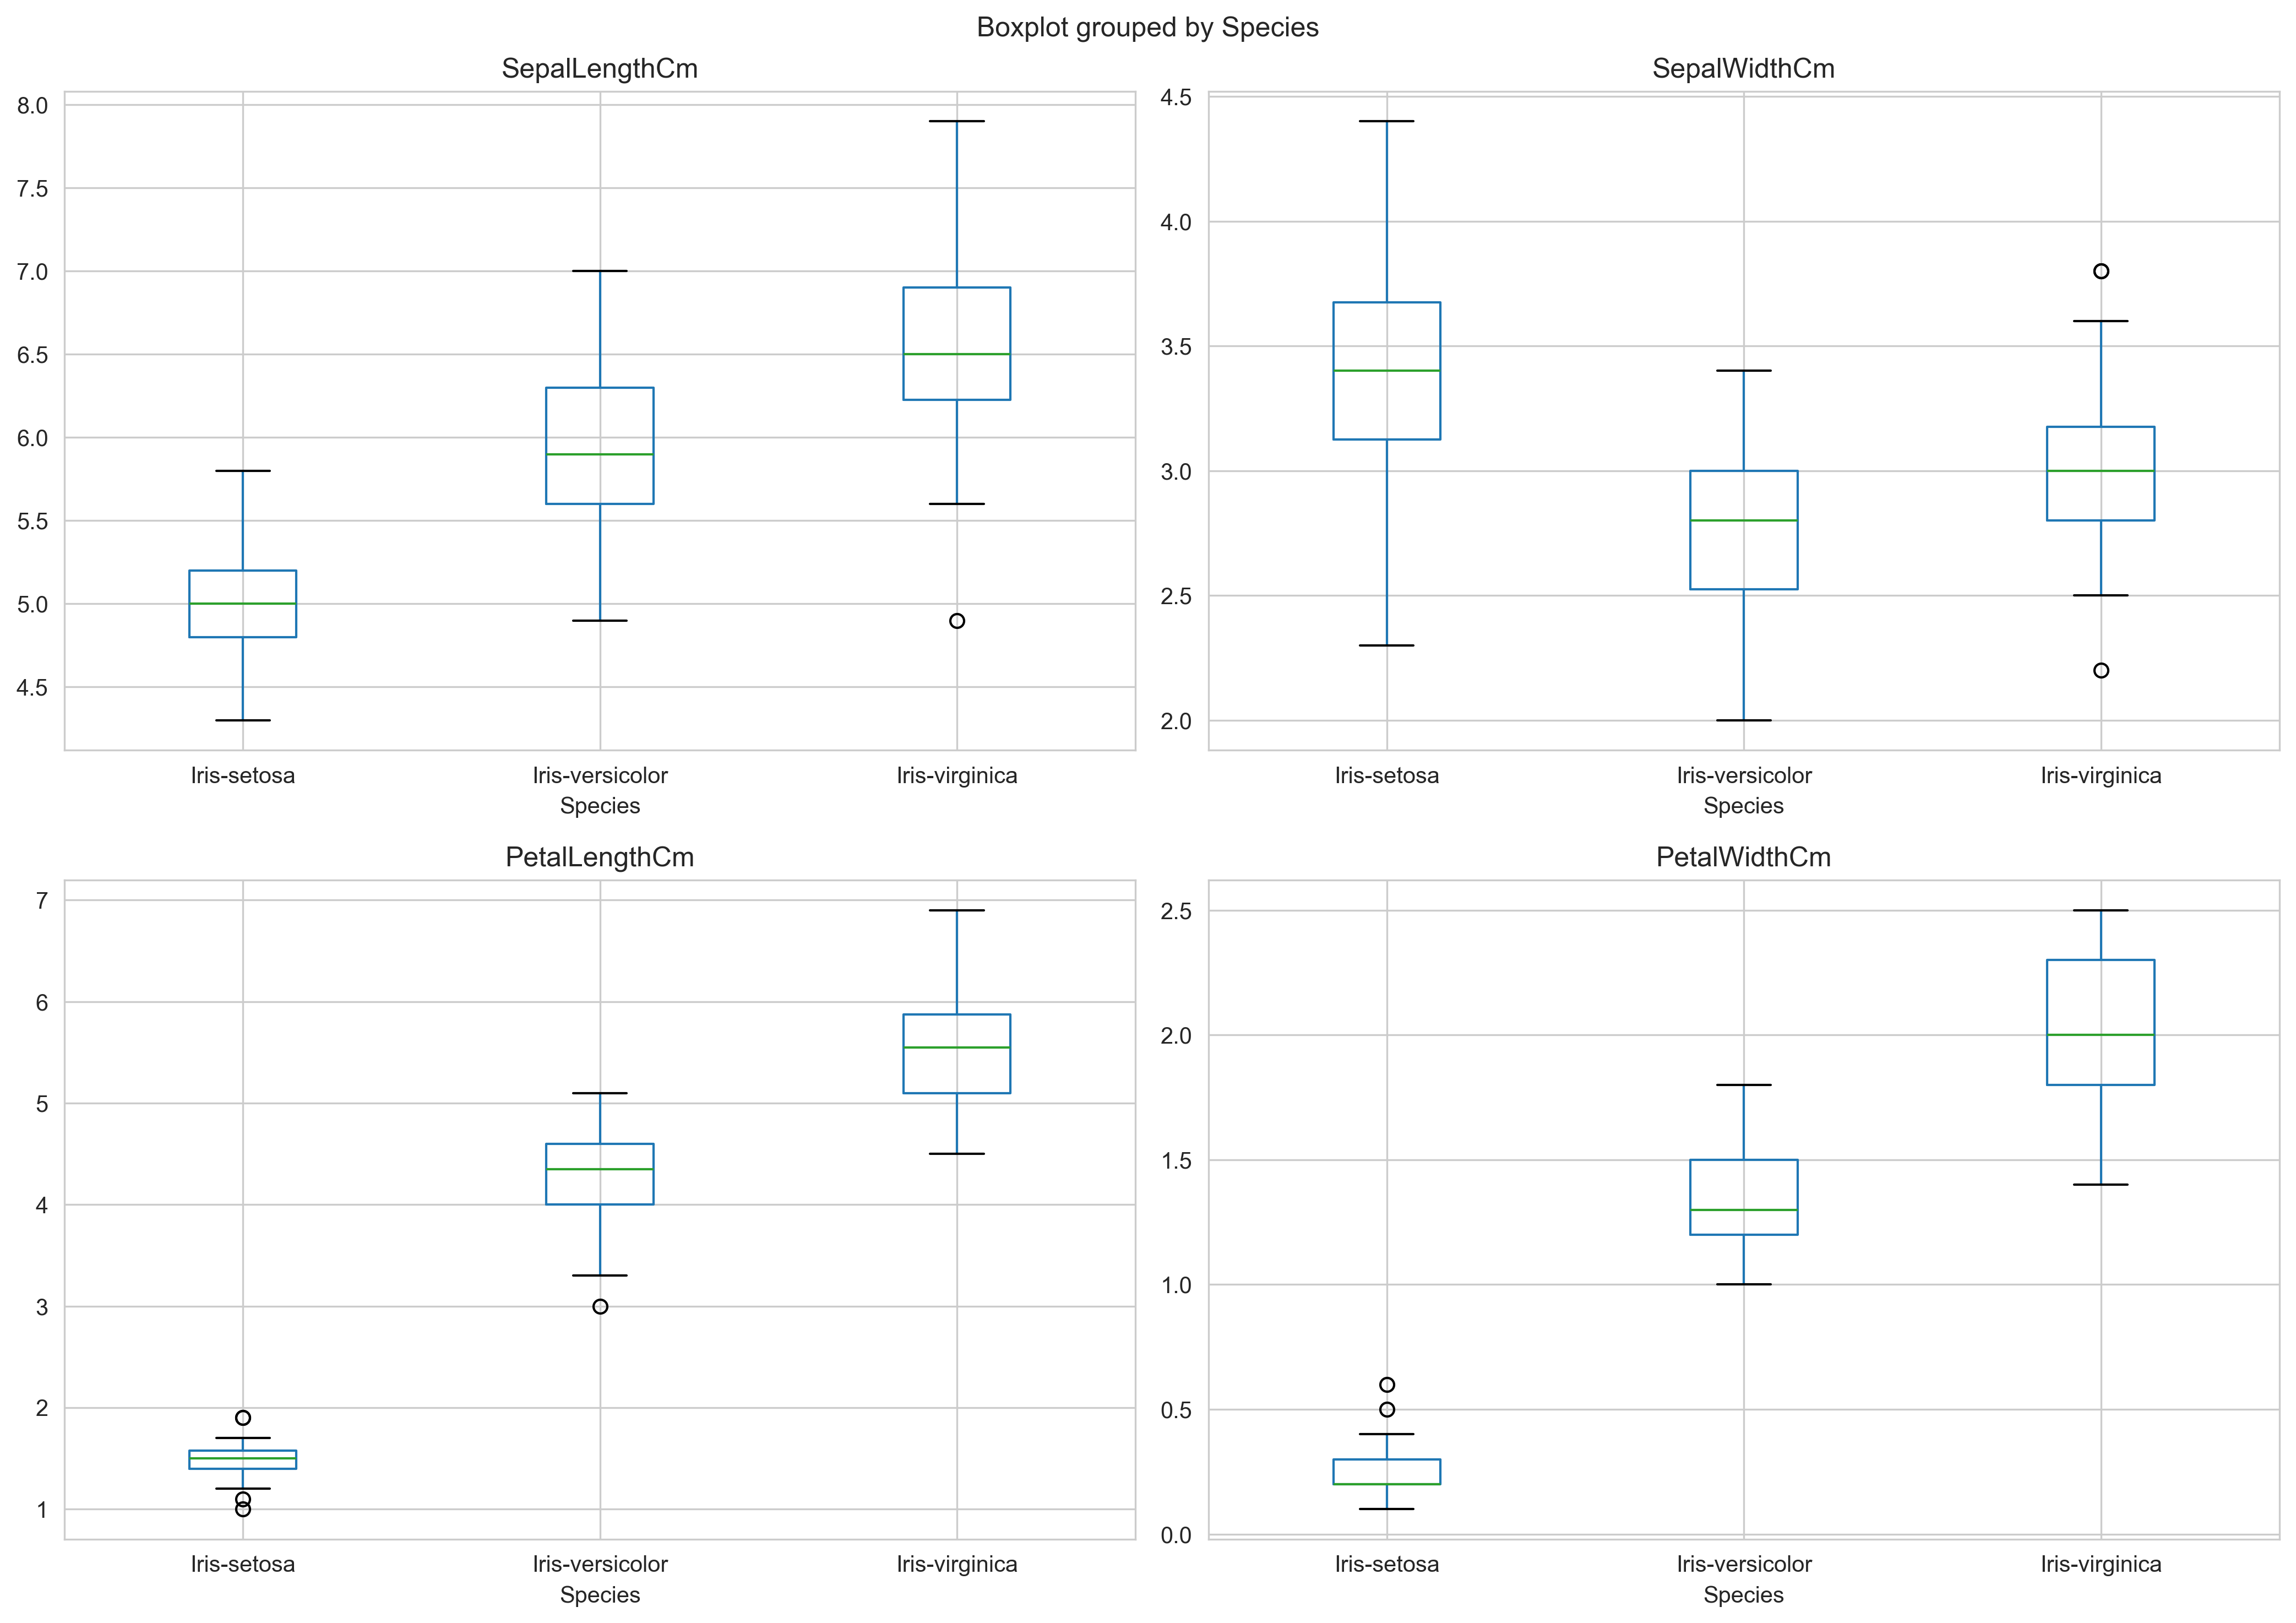 Boxplot grouped by Species
SepalLengthCm
8.0
7.5
7.0
6.5
6.0
5.5
5.0
4.5
Iris-setosa Iris-versicolor Iris-virginica
Species
SepalWidthCm
4.5
4.0
3.5
3.0
2.5
2.0
Iris-setosa Iris-versicolor Iris-virginica
Species
PetalLengthCm
7
6
5
4
3
2
1
Iris-setosa Iris-versicolor Iris-virginica
Species
PetalWidthCm
2.5
2.0
1.5
1.0
0.5
0.0
Iris-setosa Iris-versicolor Iris-virginica
Species